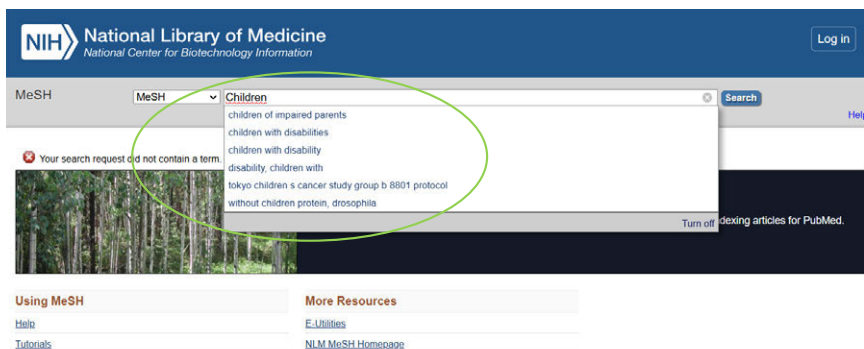 NIH
National Library of Medicine
National Center for Biotechnology Information
Log in
MeSH
MeSH
Children
Search
Help
children of impaired parents
children with disabilities
children with disability
disability, children with
tokyo children s cancer study group b 8801 protocol
without children protein, drosophila
Turn off
Your search request did not contain a term.
dexing articles for PubMed.
Using MeSH
More Resources
Help
E-Utilities
Tutorials
NLM MeSH Homepage